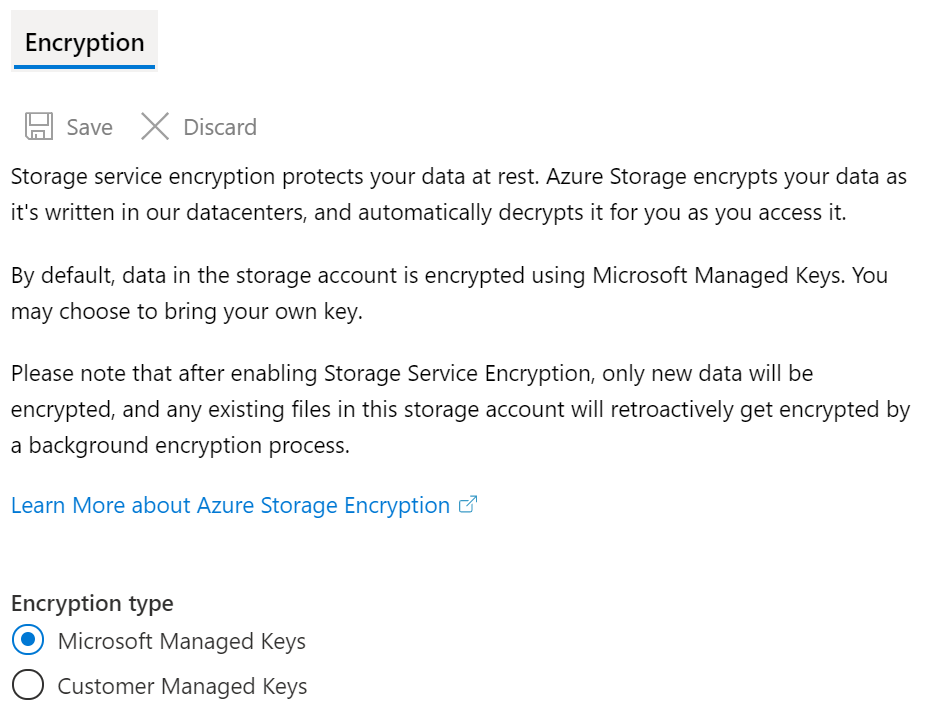 Encryption
Save Discard
Storage service encryption protects your data at rest. Azure Storage encrypts your data as
it's written in our datacenters, and automatically decrypts it for you as you access it.
By default, data in the storage account is encrypted using Microsoft Managed Keys. You
may choose to bring your own key.
Please note that after enabling Storage Service Encryption, only new data will be
encrypted, and any existing files in this storage account will retroactively get encrypted by
a background encryption process.
Learn More about Azure Storage Encryption
Encryption type
Microsoft Managed Keys
Customer Managed Keys